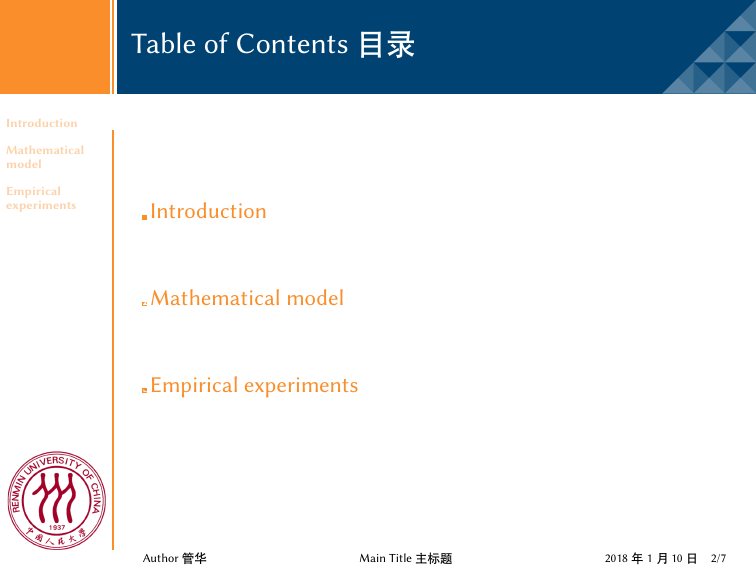 Table of Contents 目录
Introduction
Mathematical
model
Empirical
experiments
Introduction
Mathematical model
Empirical experiments
RENMIN UNIVERSITY OF CHINA
1937
中国人民大学
Author 管华
Main Title 主标题
2018 年 1 月 10 日 2/7